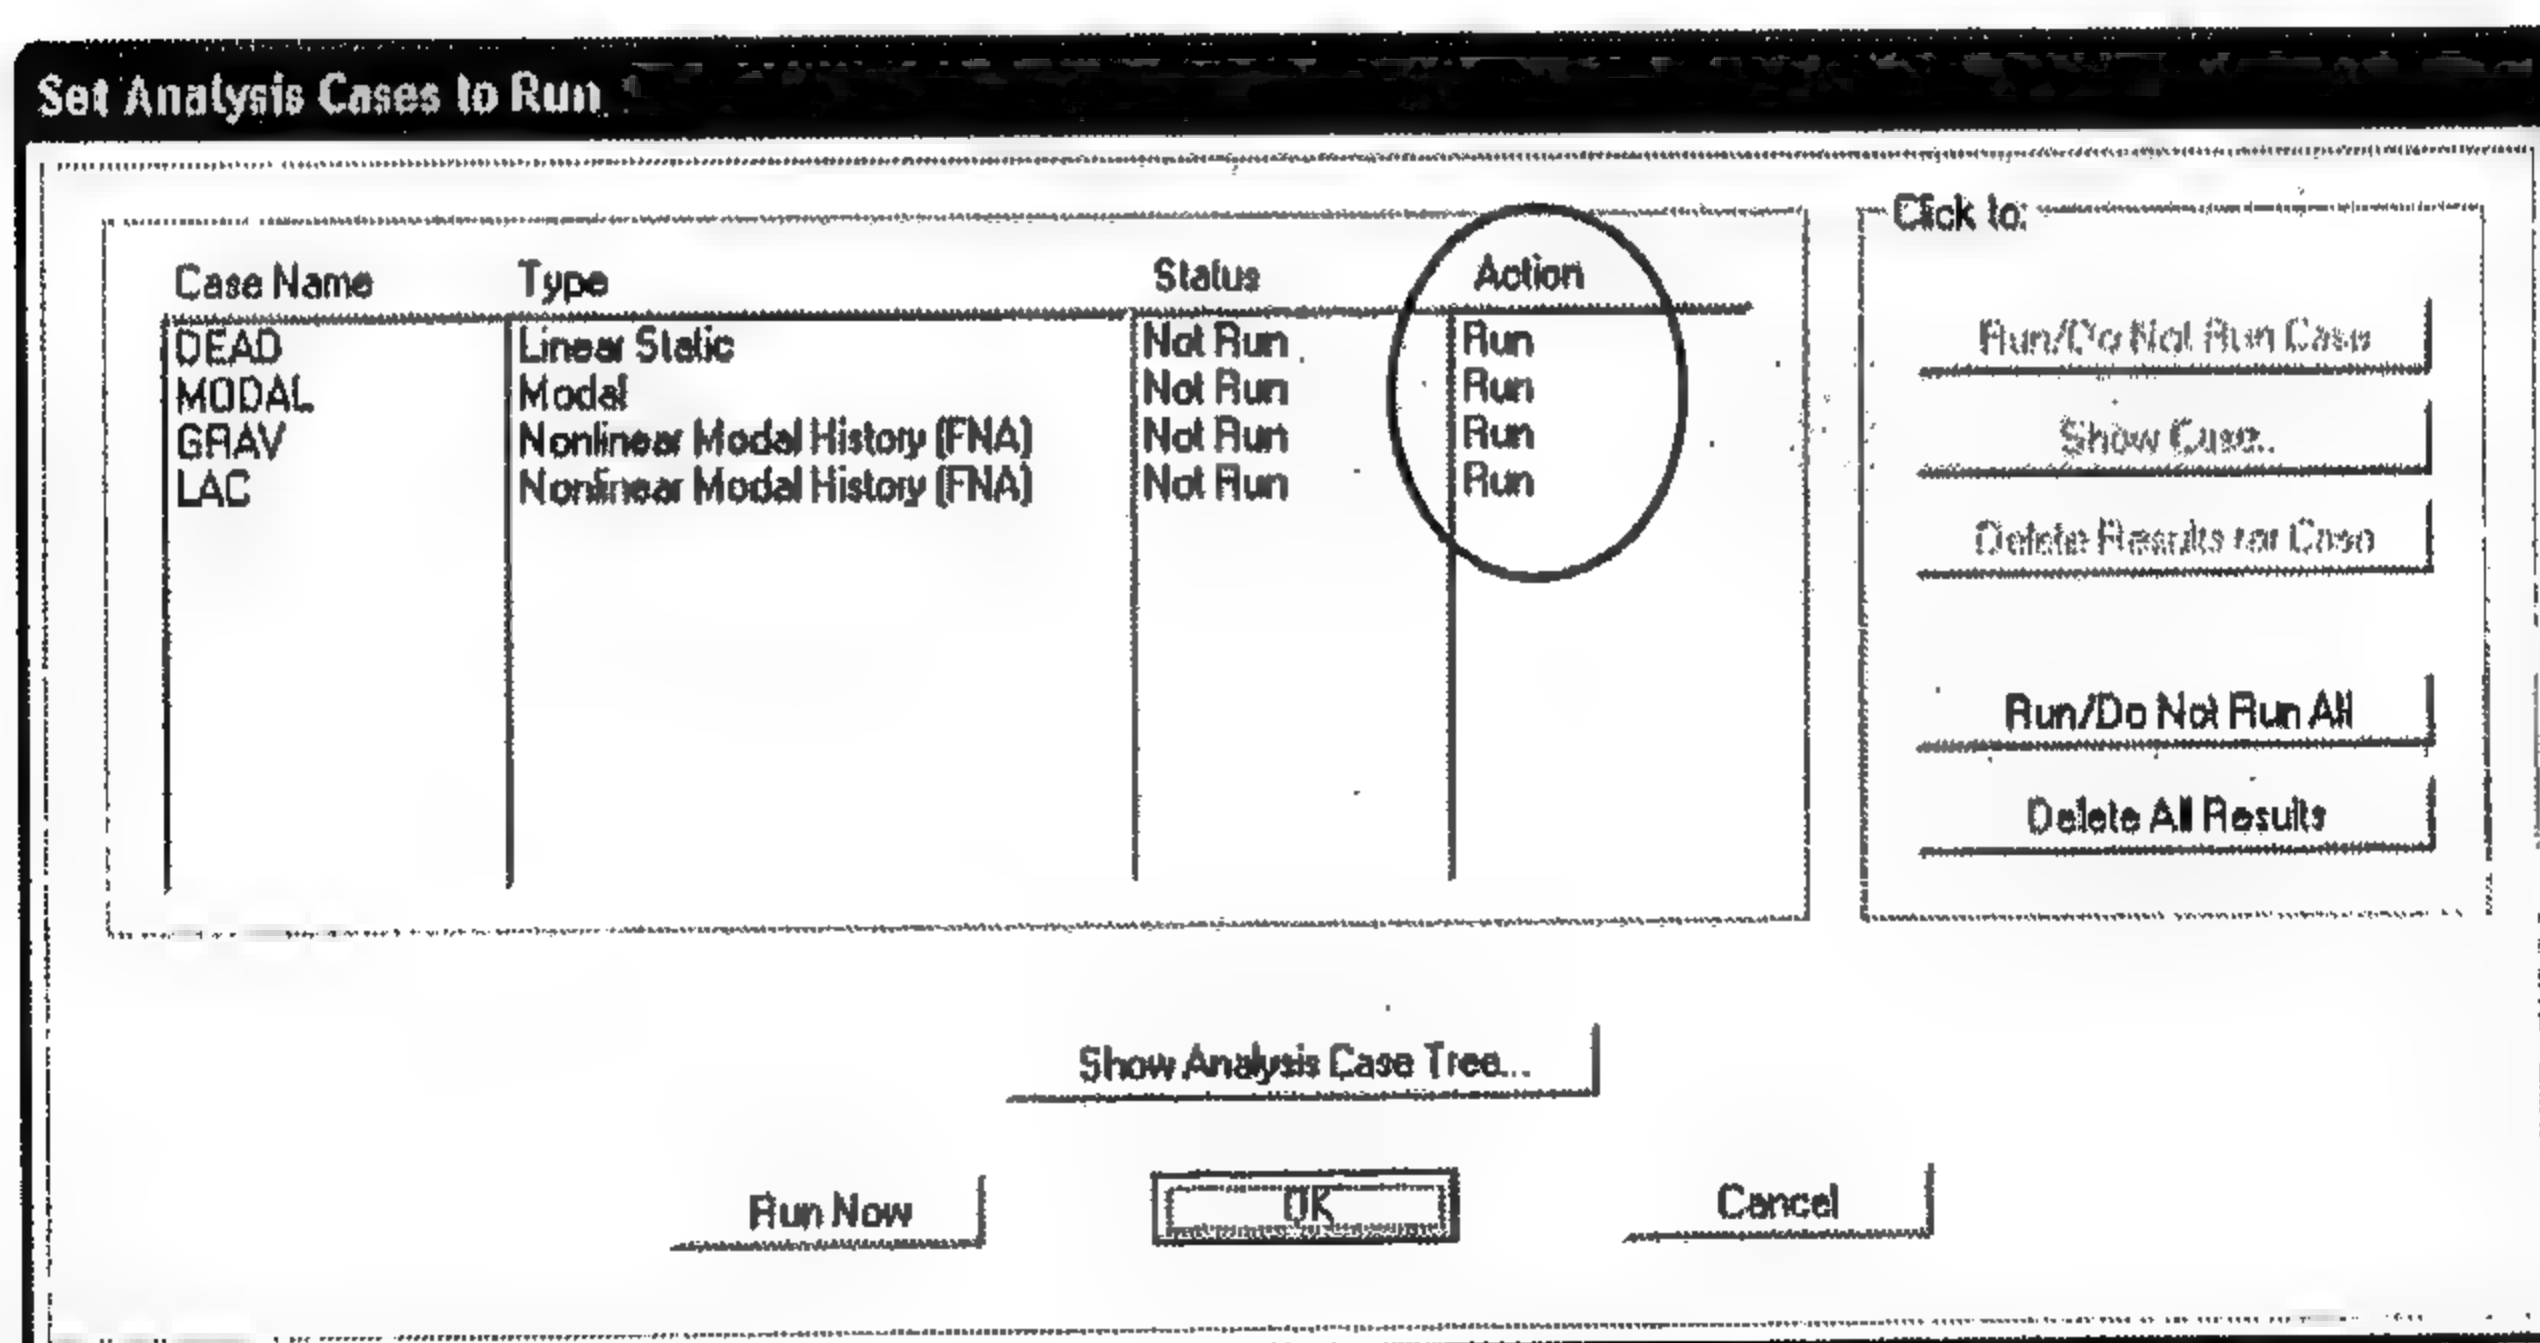 Set Analysis Cases to Run
Case Name Type Status Action
DEAD Linear Static Not Run Run
MODAL Modal Not Run Run
GRAV Nonlinear Modal History (FNA) Not Run Run
LAC Nonlinear Modal History (FNA) Not Run Run
Click to:
Run/Do Not Run Case
Show Case...
Delete Results for Case
Run/Do Not Run All
Delete All Results
Show Analysis Case Tree...
Run Now OK Cancel